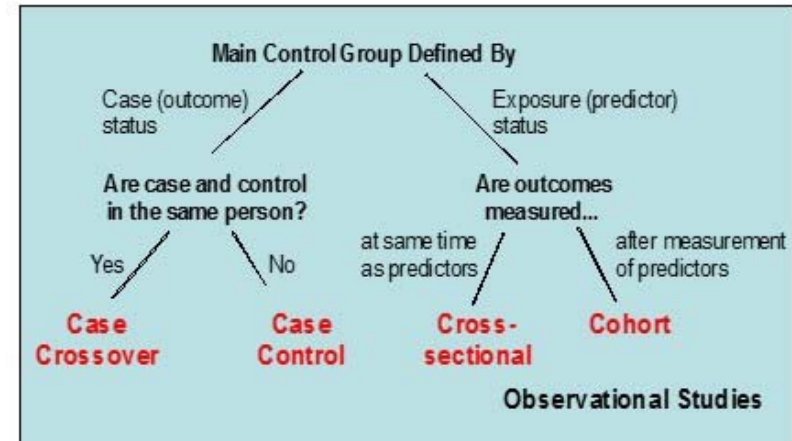 Main Control Group Defined By
Case (outcome)
status
Exposure (predictor)
status
Are case and control
in the same person?
Are outcomes
measured...
Yes
No
at same time
as predictors
after measurement
of predictors
Case
Crossover
Case
Control
Cross-
sectional
Cohort
Observational Studies